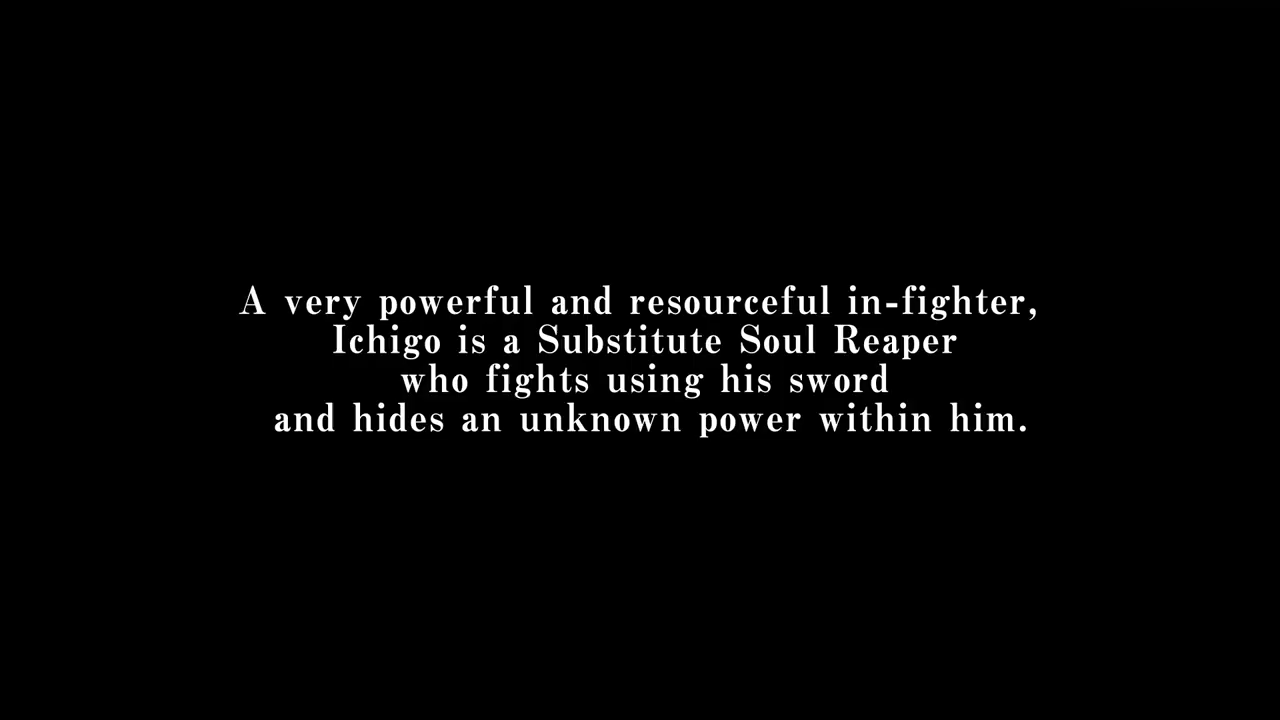 A very powerful and resourceful in-fighter,
Ichigo is a Substitute Soul Reaper
who fights using his sword
and hides an unknown power within him.